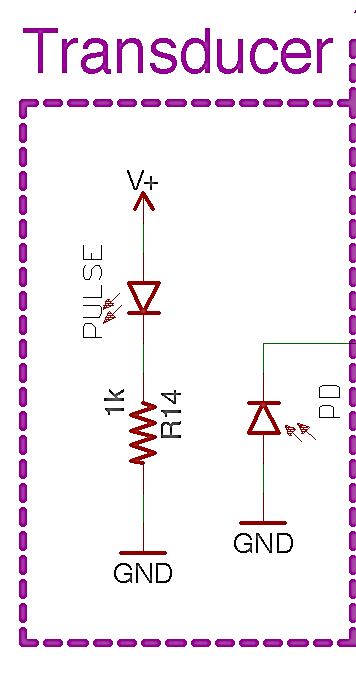 Transducer
V+
PULSE
1k
R14
PD
GND
GND